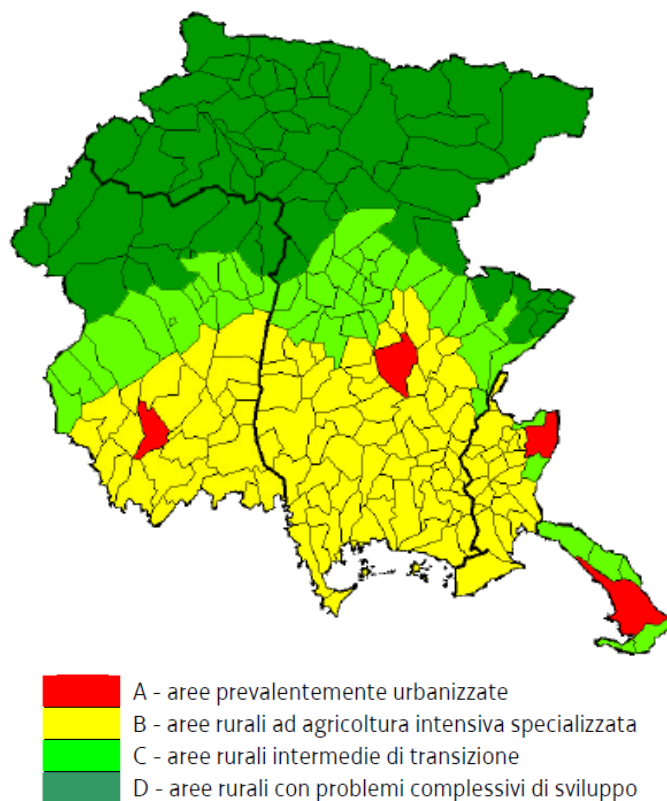 A - aree prevalentemente urbanizzate
B - aree rurali ad agricoltura intensiva specializzata
C - aree rurali intermedie di transizione
D - aree rurali con problemi complessivi di sviluppo